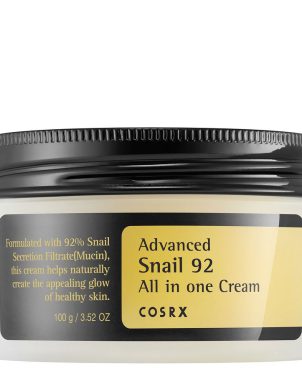 Formulated with 92% Snail
Secretion Filtrate(Mucin),
this cream helps naturally
create the appealing glow
of healthy skin.
100 g / 3.52 OZ
Advanced
Snail 92
All in one Cream
COSRX